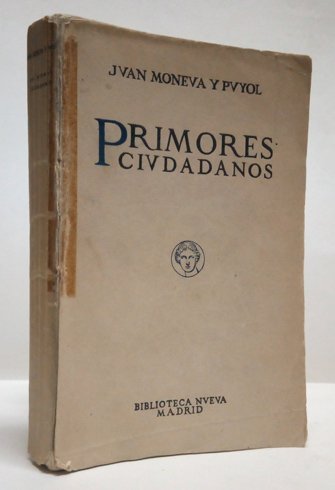 JVAN MONEVA Y PVYOL
PRIMORES
CIVDADANOS
BIBLIOTECA NVEVA
MADRID